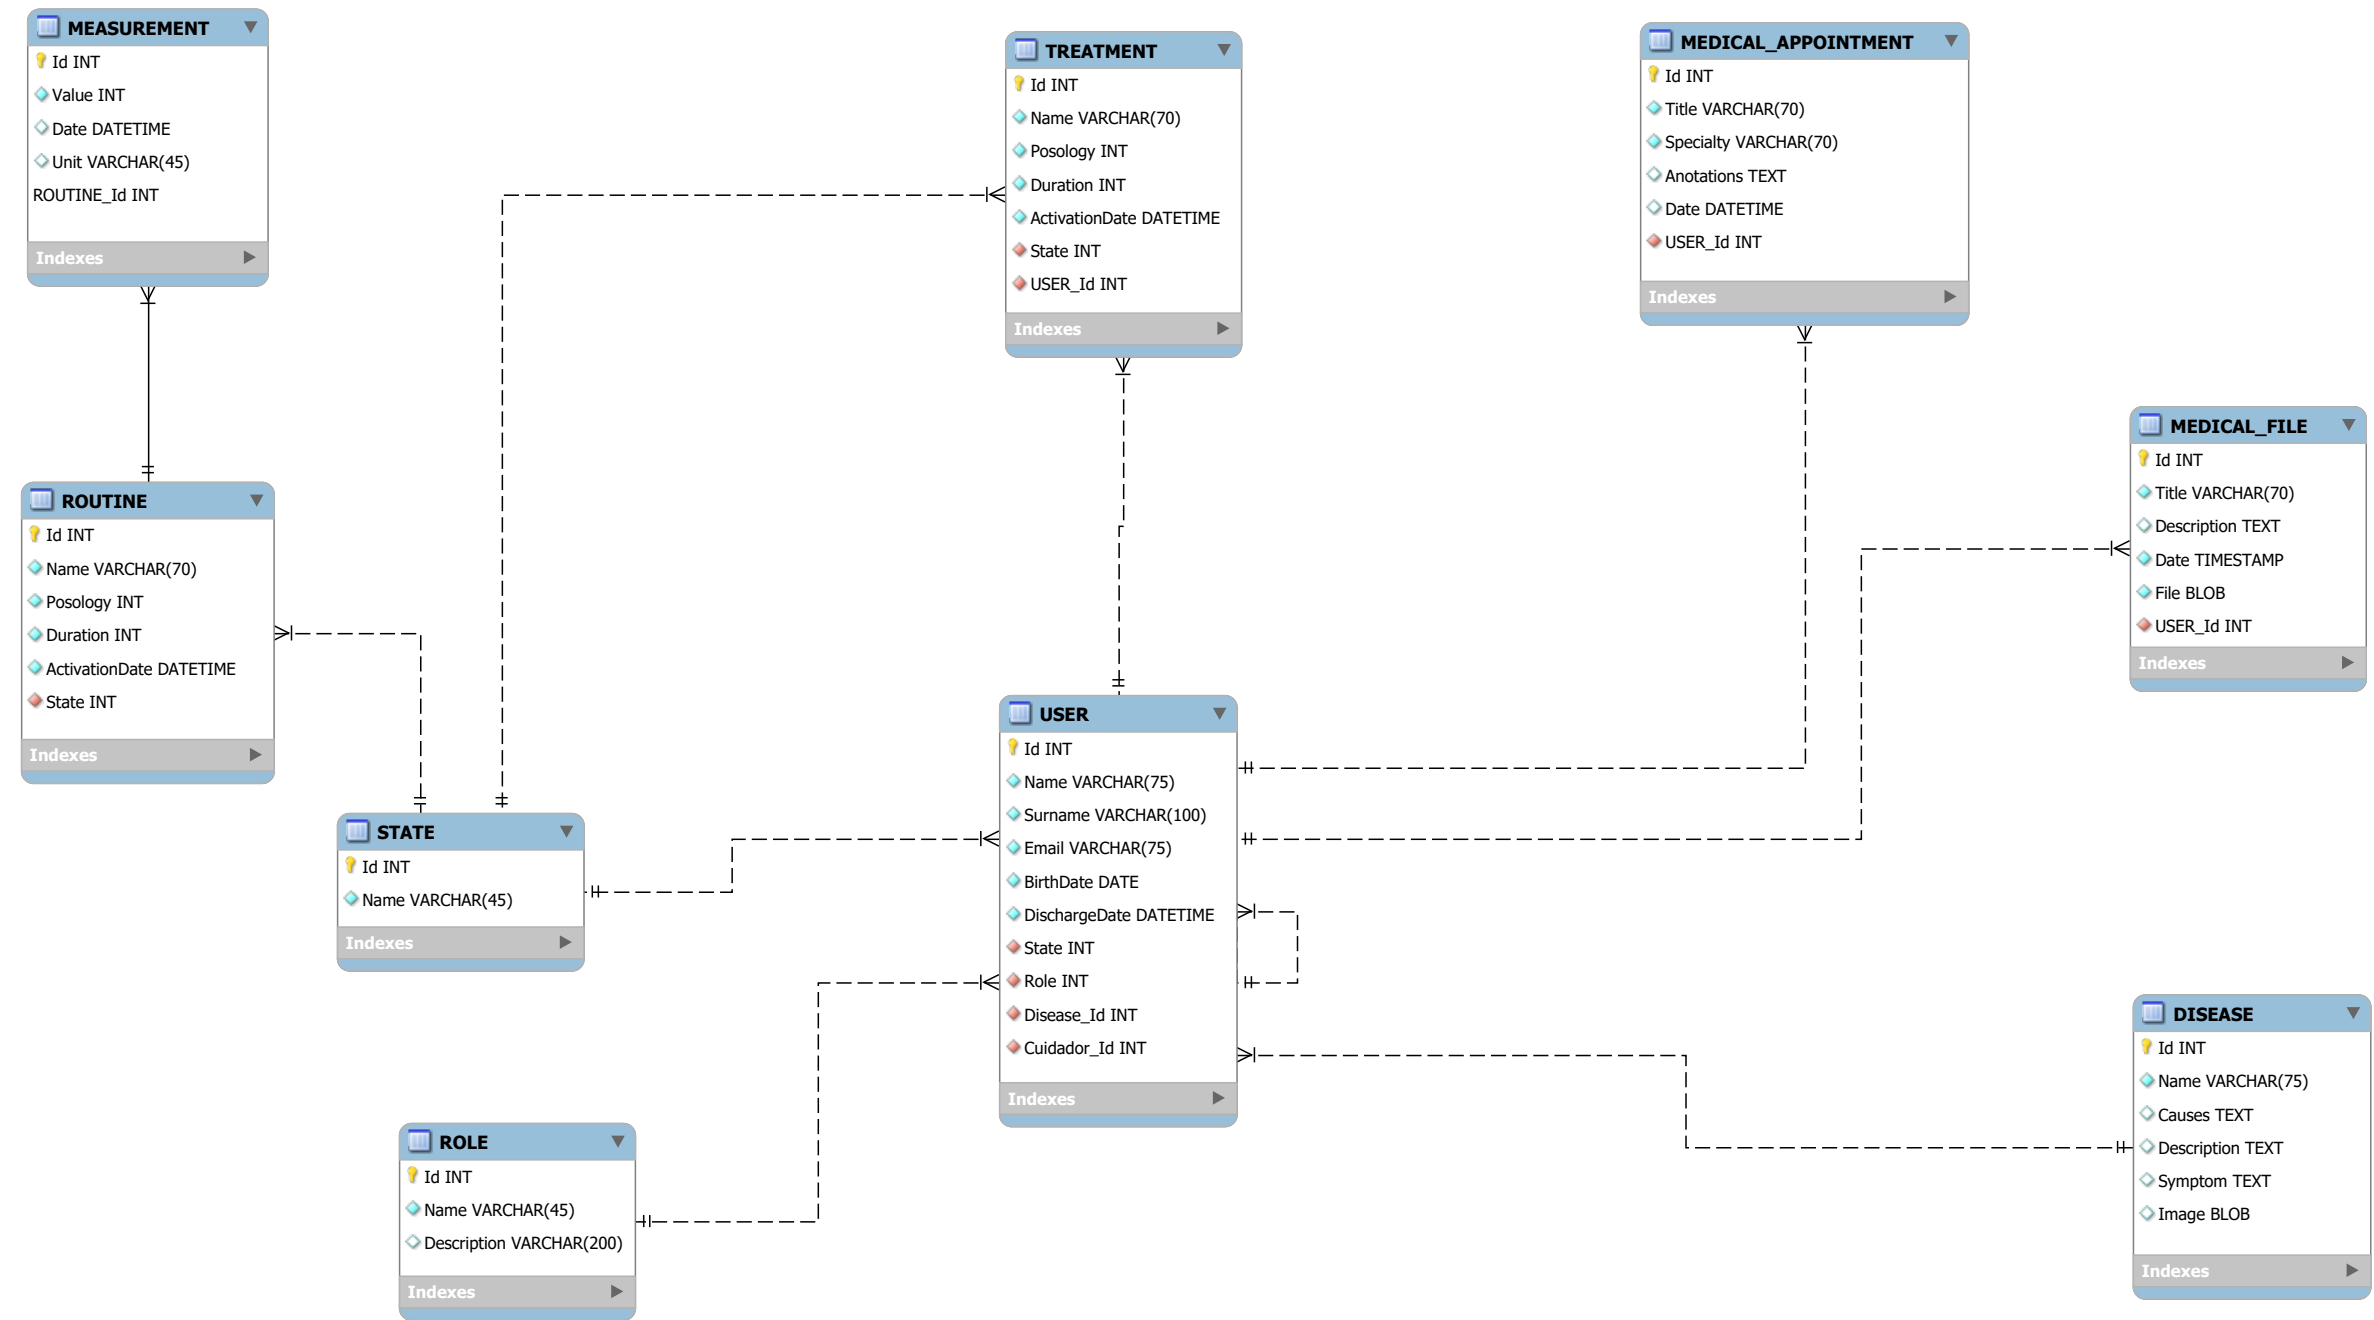 MEASUREMENT
Id INT
Value INT
Date DATETIME
Unit VARCHAR(45)
ROUTINE_Id INT
Indexes
TREATMENT
Id INT
Name VARCHAR(70)
Posology INT
Duration INT
ActivationDate DATETIME
State INT
USER_Id INT
Indexes
MEDICAL_APPOINTMENT
Id INT
Title VARCHAR(70)
Specialty VARCHAR(70)
Anotations TEXT
Date DATETIME
USER_Id INT
Indexes
MEDICAL_FILE
Id INT
Title VARCHAR(70)
Description TEXT
Date TIMESTAMP
File BLOB
USER_Id INT
Indexes
ROUTINE
Id INT
Name VARCHAR(70)
Posology INT
Duration INT
ActivationDate DATETIME
State INT
Indexes
USER
Id INT
Name VARCHAR(75)
Surname VARCHAR(100)
Email VARCHAR(75)
BirthDate DATE
DischargeDate DATETIME
State INT
Role INT
Disease_Id INT
Cuidador_Id INT
Indexes
STATE
Id INT
Name VARCHAR(45)
Indexes
DISEASE
Id INT
Name VARCHAR(75)
Causes TEXT
Description TEXT
Symptom TEXT
Image BLOB
Indexes
ROLE
Id INT
Name VARCHAR(45)
Description VARCHAR(200)
Indexes